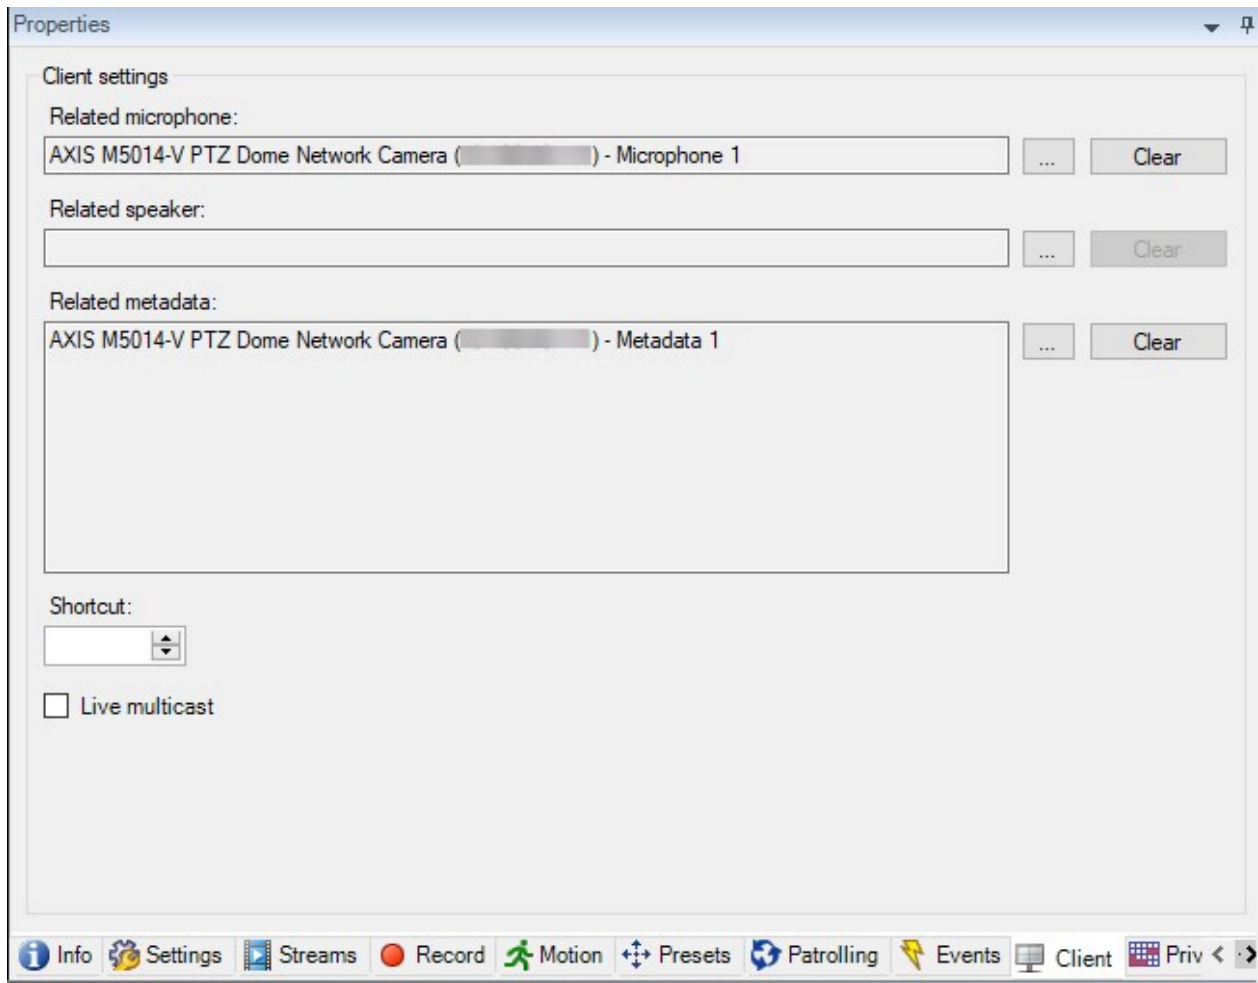 Properties
Client settings
Related microphone:
AXIS M5014-V PTZ Dome Network Camera ( ) - Microphone 1
... Clear
Related speaker:
... Clear
Related metadata:
AXIS M5014-V PTZ Dome Network Camera ( ) - Metadata 1
... Clear
Shortcut:
Live multicast
Info Settings Streams Record Motion Presets Patrolling Events Client Priv